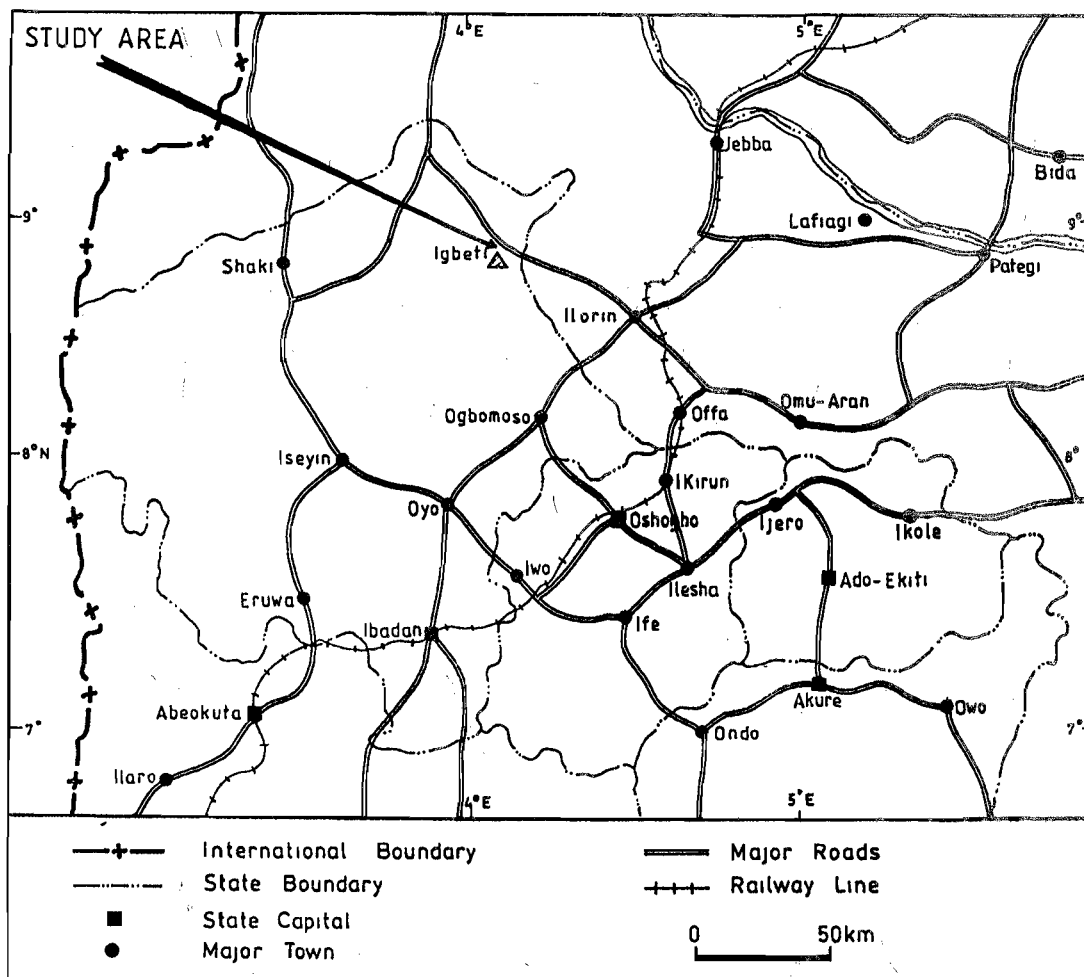 STUDY AREA
4°E
5°E
Jebba
Bida
9°
Lafiagi
9°
Igbeti
Shaki
Pategi
Ilorin
Ogbomoso
Offa
Omu-Aran
8°N
Iseyin
8°
Ikirun
Oyo
Oshogbo
Ijero
Ikole
Iwo
Ilesha
Ado-Ekiti
Eruwa
Ife
Ibadan
Akure
Abeokuta
Owo
7°
Ondo
7°
Ilaro
4°E
5°E
International Boundary
Major Roads
State Boundary
Railway Line
State Capital
0 50km
Major Town